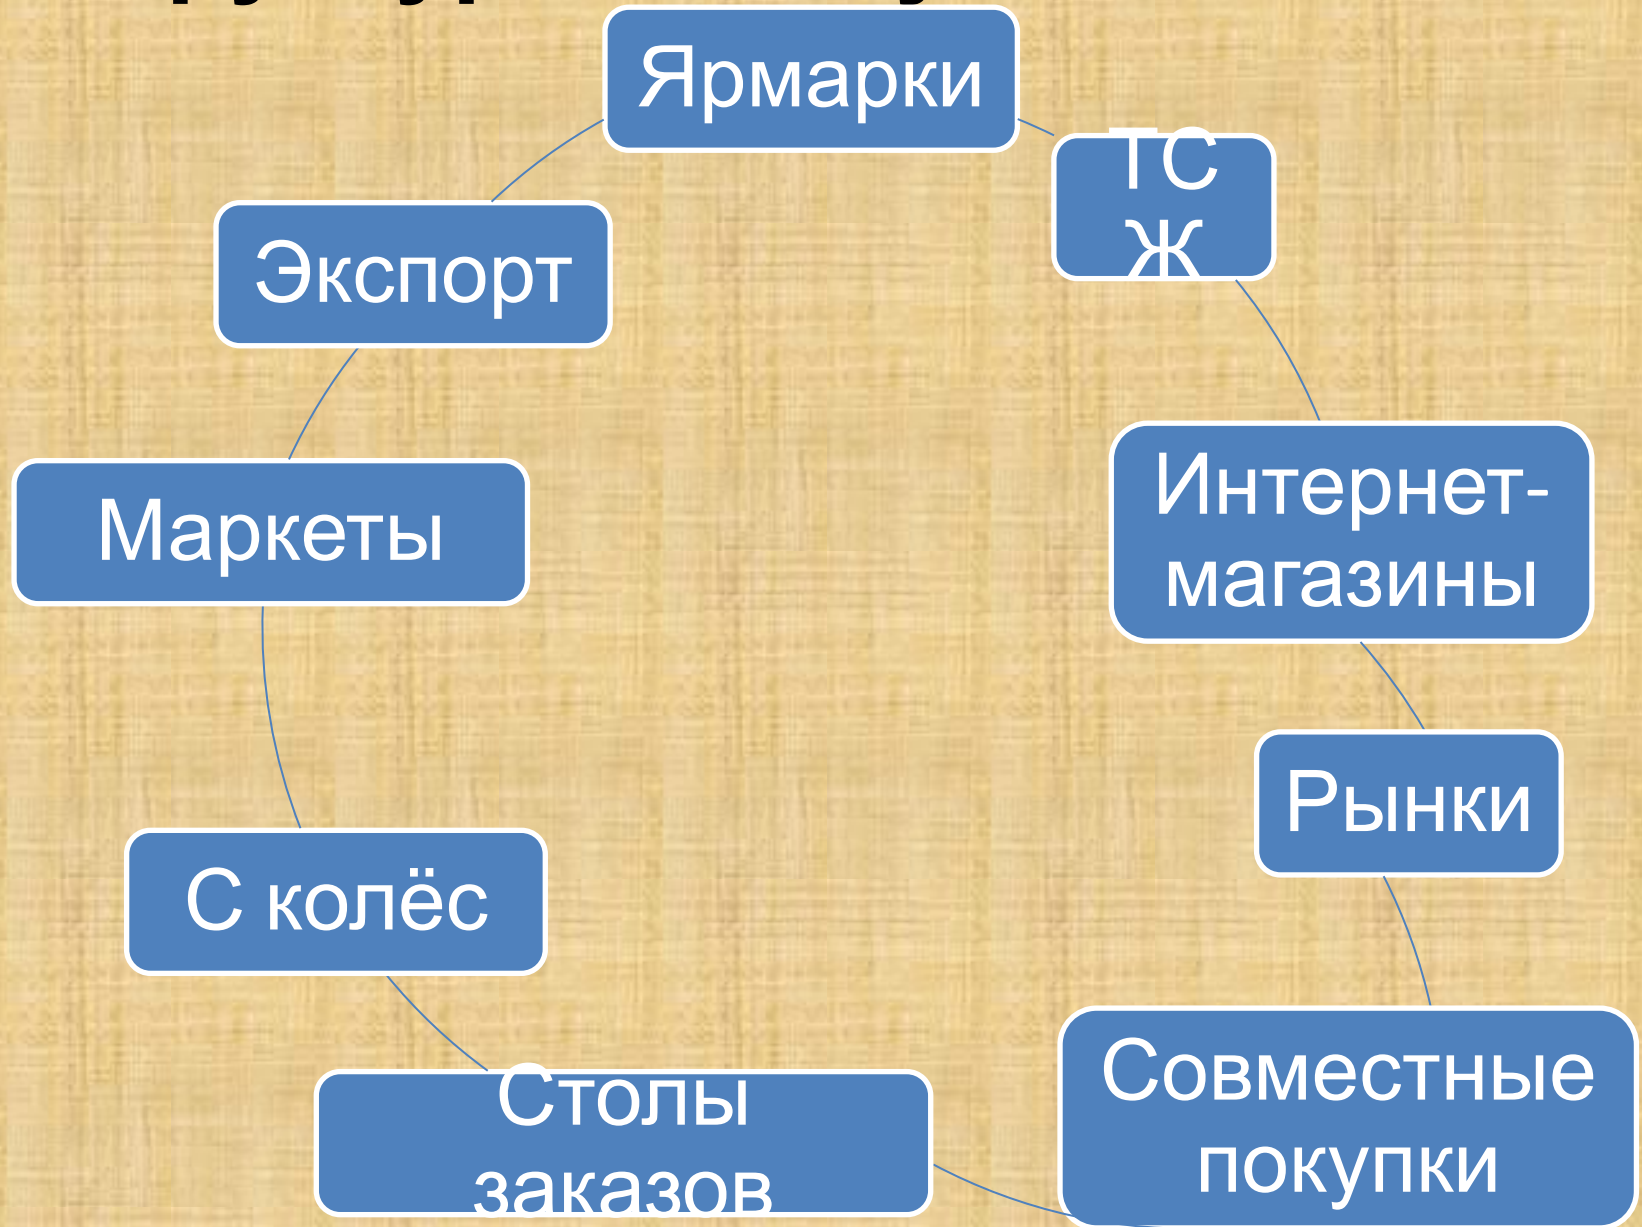 Ярмарки
ТС
Ж
Интернет-
магазины
Рынки
Совместные
покупки
Столы
заказов
С колёс
Маркеты
Экспорт